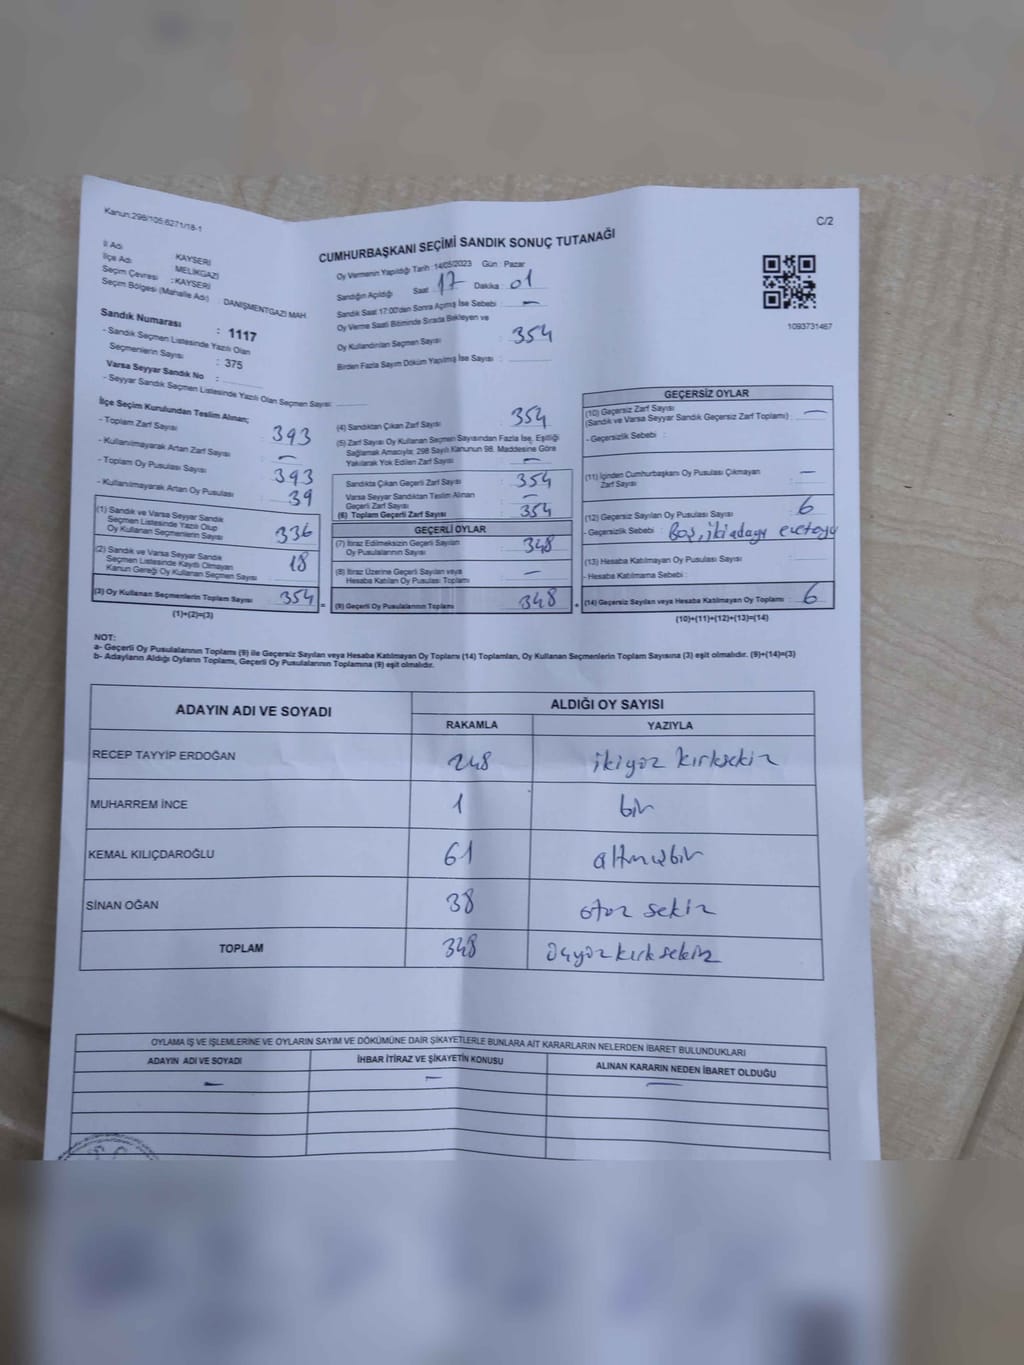 Kanun:298/105:6271/18-1
C/2
CUMHURBAŞKANI SEÇİMİ SANDIK SONUÇ TUTANAĞI
İl Adı KAYSERİ
İlçe Adı MELİKGAZİ
Seçim Çevresi : KAYSERİ
Seçim Bölgesi (Mahalle Adı) : DANIŞMENTGAZI MAH
Sandık Numarası : 1117
- Sandık Seçmen Listesinde Yazılı Olan
Seçmenlerin Sayısı : 375
Varsa Seyyar Sandık No :
- Seyyar Sandık Seçmen Listesinde Yazılı Olan Seçmen Sayısı :
Oy Vermenin Yapıldığı Tarih : 14/05/2023 Gün : Pazar
Sandığın Açıldığı Saat 17 Dakika : 01
Sandık Saat 17:00'den Sonra Açılmış İse Sebebi : —
Oy Verme Saati Bitiminde Sırada Bekleyen ve
Oy Kullandırılan Seçmen Sayısı : 354
Birden Fazla Sayım Döküm Yapılmış İse Sayısı :
1093731467
İlçe Seçim Kurulundan Teslim Alınan;
- Toplam Zarf Sayısı : 393
- Kullanılmayarak Artan Zarf Sayısı : —
- Toplam Oy Pusulası Sayısı : 393
- Kullanılmayarak Artan Oy Pusulası : 39
(1) Sandık ve Varsa Seyyar Sandık
Seçmen Listesinde Yazılı Olup
Oy Kullanan Seçmenlerin Sayısı : 336
(2) Sandık ve Varsa Seyyar Sandık
Seçmen Listesinde Kayıtlı Olmayan
Kanun Gereği Oy Kullanan Seçmen Sayısı : 18
(3) Oy Kullanan Seçmenlerin Toplam Sayısı : 354
(1)+(2)=(3)
(4) Sandıktan Çıkan Zarf Sayısı : 354
(5) Zarf Sayısı Oy Kullanan Seçmen Sayısından Fazla İse, Eşitliği
Sağlamak Amacıyla; 298 Sayılı Kanunun 98. Maddesine Göre
Yakılarak Yok Edilen Zarf Sayısı : —
Sandıkta Çıkan Geçerli Zarf Sayısı : 354
Varsa Seyyar Sandıktan Teslim Alınan
Geçerli Zarf Sayısı : —
(6) Toplam Geçerli Zarf Sayısı : 354
GEÇERLİ OYLAR
(7) İtiraz Edilmeksizin Geçerli Sayılan
Oy Pusulalarının Sayısı : 348
(8) İtiraz Üzerine Geçerli Sayılan veya
Hesaba Katılan Oy Pusulası Toplamı : —
(9) Geçerli Oy Pusulalarının Toplamı : 348
GEÇERSİZ OYLAR
(10) Geçersiz Zarf Sayısı
(Sandık ve Varsa Seyyar Sandık Geçersiz Zarf Toplamı) : —
- Geçersizlik Sebebi :
(11) İçinden Cumhurbaşkanı Oy Pusulası Çıkmayan
Zarf Sayısı : —
(12) Geçersiz Sayılan Oy Pusulası Sayısı : 6
- Geçersizlik Sebebi : Boş, iki adaya
(13) Hesaba Katılmayan Oy Pusulası Sayısı :
- Hesaba Katılmama Sebebi :
(14) Geçersiz Sayılan veya Hesaba Katılmayan Oy Toplamı : 6
(10)+(11)+(12)+(13)=(14)
NOT:
a- Geçerli Oy Pusulalarının Toplamı (9) ile Geçersiz Sayılan veya Hesaba Katılmayan Oy Toplamı (14) Toplamları, Oy Kullanan Seçmenlerin Toplam Sayısına (3) eşit olmalıdır. (9)+(14)=(3)
b- Adayların Aldığı Oyların Toplamı, Geçerli Oy Pusulalarının Toplamına (9) eşit olmalıdır.
ADAYIN ADI VE SOYADI
ALDIĞI OY SAYISI
RAKAMLA YAZIYLA
RECEP TAYYİP ERDOĞAN 248 ikiyüz kırksekiz
MUHARREM İNCE 1 bir
KEMAL KILIÇDAROĞLU 61 altmışbir
SİNAN OĞAN 38 otuz sekiz
TOPLAM 348 üçyüz kırk sekiz
OYLAMA İŞ VE İŞLEMLERİNE VE OYLARIN SAYIM VE DÖKÜMÜNE DAİR ŞİKAYETLERLE BUNLARA AİT KARARLARIN NELERDEN İBARET BULUNDUKLARI
ADAYIN ADI VE SOYADI İHBAR İTİRAZ VE ŞİKAYETİN KONUSU ALINAN KARARIN NEDEN İBARET OLDUĞU
— — —